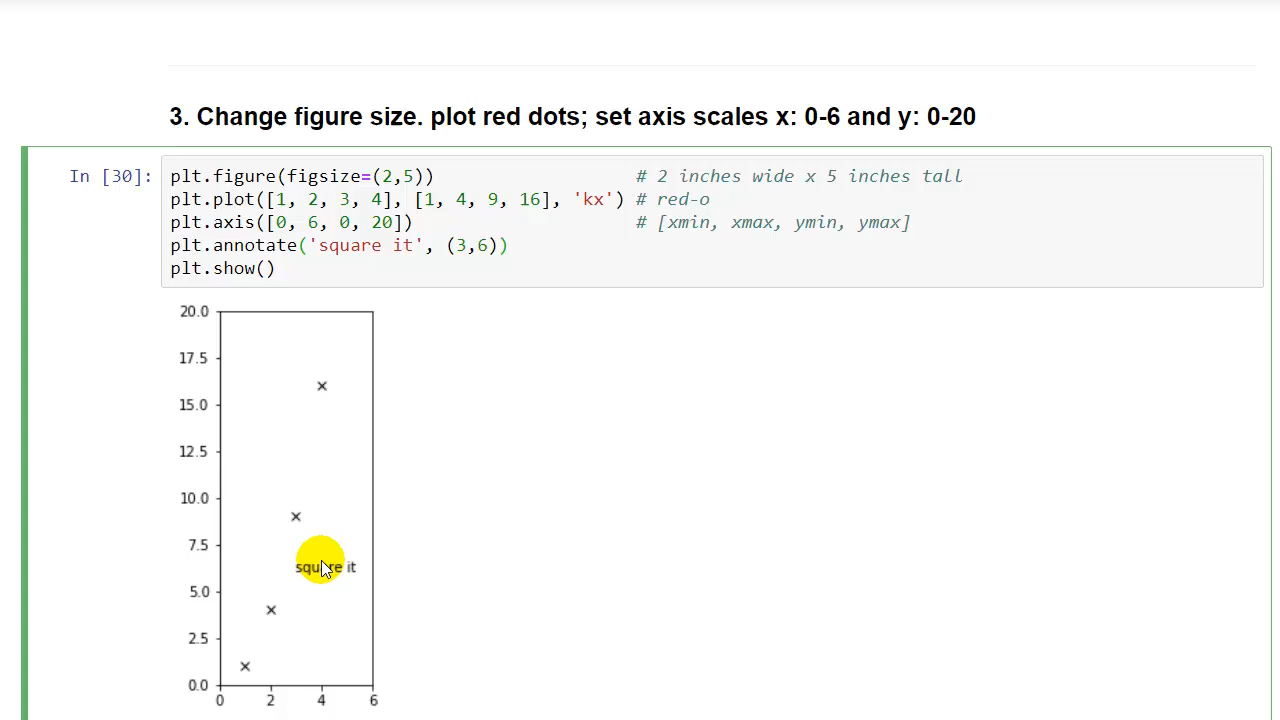 3. Change figure size. plot red dots; set axis scales x: 0-6 and y: 0-20
In [30]: plt.figure(figsize=(2,5)) # 2 inches wide x 5 inches tall
plt.plot([1, 2, 3, 4], [1, 4, 9, 16], 'kx') # red-o
plt.axis([0, 6, 0, 20]) # [xmin, xmax, ymin, ymax]
plt.annotate('square it', (3,6))
plt.show()
20.0
17.5
15.0
12.5
10.0
7.5
square it
5.0
2.5
0.0
0 2 4 6